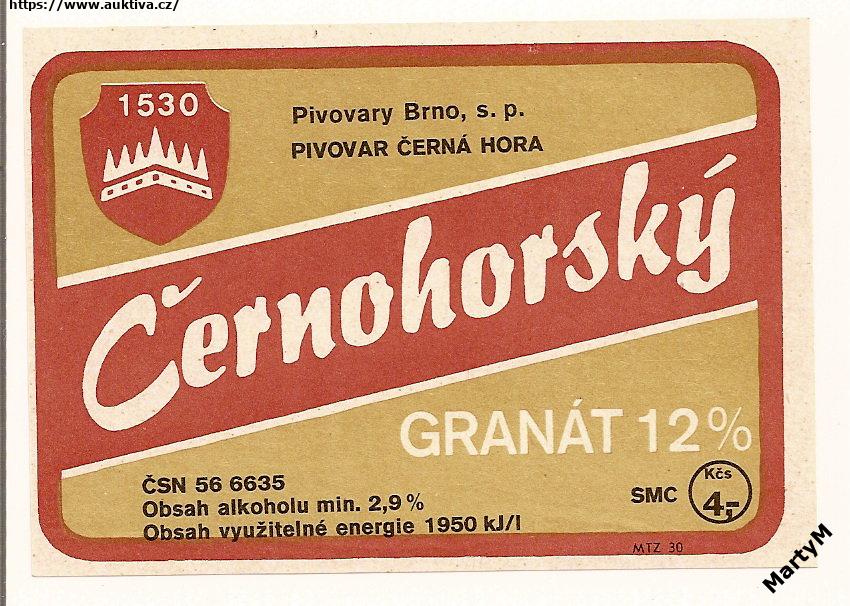 https://www.auktiva.cz/
1530
Pivovary Brno, s. p.
PIVOVAR ČERNÁ HORA
Černohorský
GRANÁT 12%
ČSN 56 6635
Obsah alkoholu min. 2,9%
Obsah využitelné energie 1950 kJ/l
SMC
Kčs
4,-
MTZ 30
MartyM